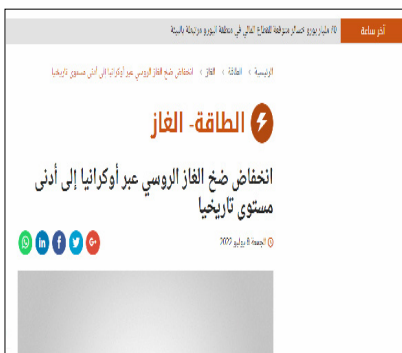 آخر ساعة
70 مليار يورو خسائر متوقعة للقطاع المالي في منطقة اليورو مرتبطة بالبيئة
الرئيسية › الطاقة › الغاز › انخفاض ضخ الغاز الروسي عبر أوكرانيا إلى أدنى مستوى تاريخيا
الطاقة- الغاز
انخفاض ضخ الغاز الروسي عبر أوكرانيا إلى أدنى
مستوى تاريخيا
الجمعة 8 يوليو 2022